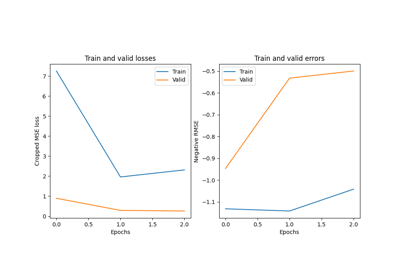 Train and valid losses
Train
Valid
Cropped MSE loss
7
6
5
4
3
2
1
0
0.0
0.5
1.0
1.5
2.0
Epochs
Train and valid errors
Train
Valid
Negative RMSE
−0.5
−0.6
−0.7
−0.8
−0.9
−1.0
−1.1
0.0
0.5
1.0
1.5
2.0
Epochs